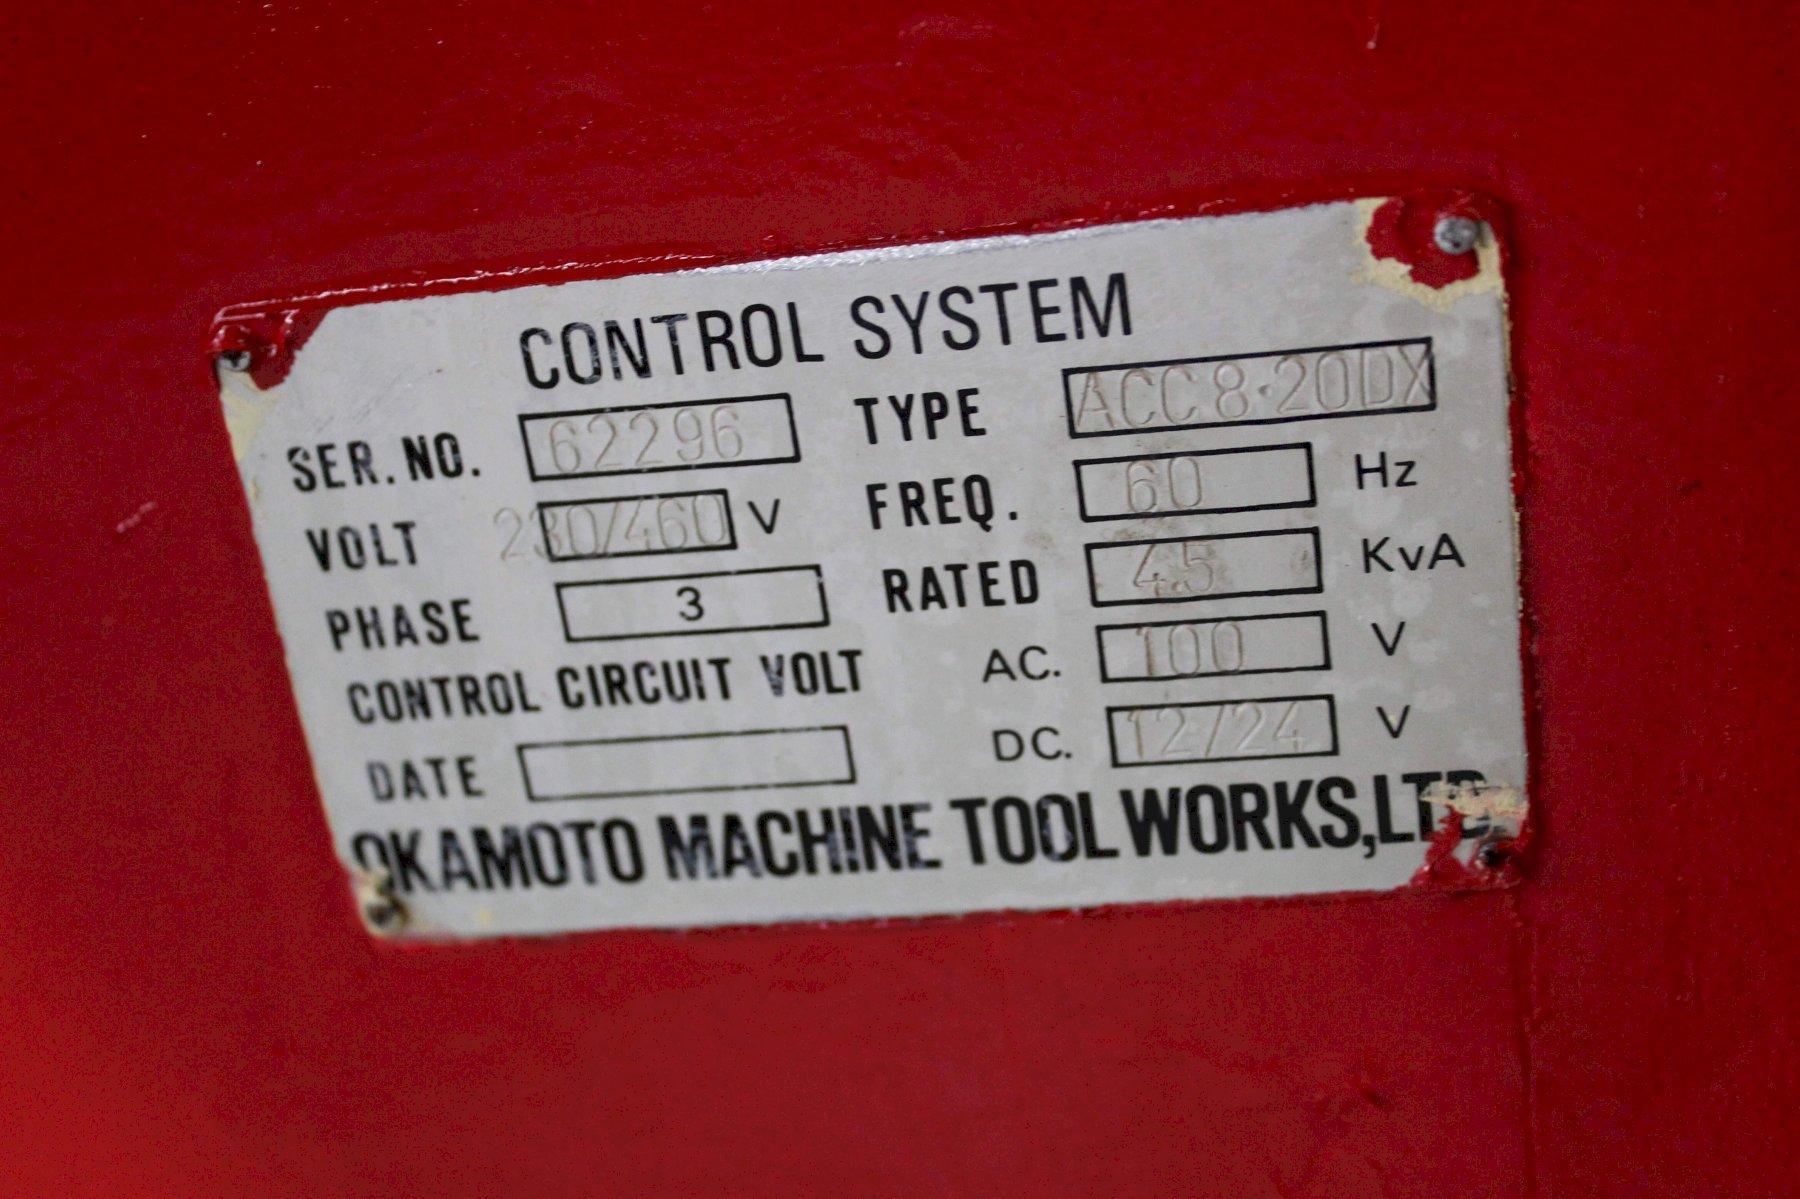 CONTROL SYSTEM
SER. NO. 62296 TYPE ACC8·20DX
VOLT 230/460 V FREQ. 60 Hz
PHASE 3 RATED 4.5 KvA
CONTROL CIRCUIT VOLT AC. 100 V
DATE DC. 12/24 V
OKAMOTO MACHINE TOOL WORKS,LTD.